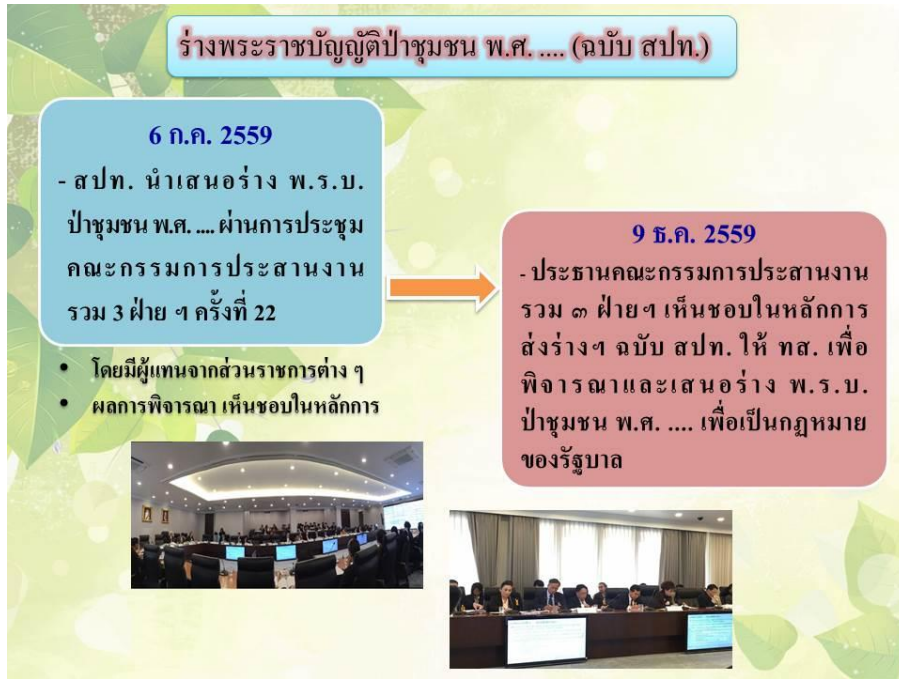 ร่างพระราชบัญญัติป่าชุมชน พ.ศ. .... (ฉบับ สปท.)
6 ก.ค. 2559
- สปท. นำเสนอร่าง พ.ร.บ.
ป่าชุมชน พ.ศ. .... ผ่านการประชุม
คณะกรรมการประสานงาน
รวม 3 ฝ่าย ฯ ครั้งที่ 22
• โดยมีผู้แทนจากส่วนราชการต่าง ๆ
• ผลการพิจารณา เห็นชอบในหลักการ
9 ธ.ค. 2559
- ประธานคณะกรรมการประสานงาน
รวม ๓ ฝ่ายฯ เห็นชอบในหลักการ
ส่งร่างฯ ฉบับ สปท. ให้ ทส. เพื่อ
พิจารณาและเสนอร่าง พ.ร.บ.
ป่าชุมชน พ.ศ. .... เพื่อเป็นกฎหมาย
ของรัฐบาล